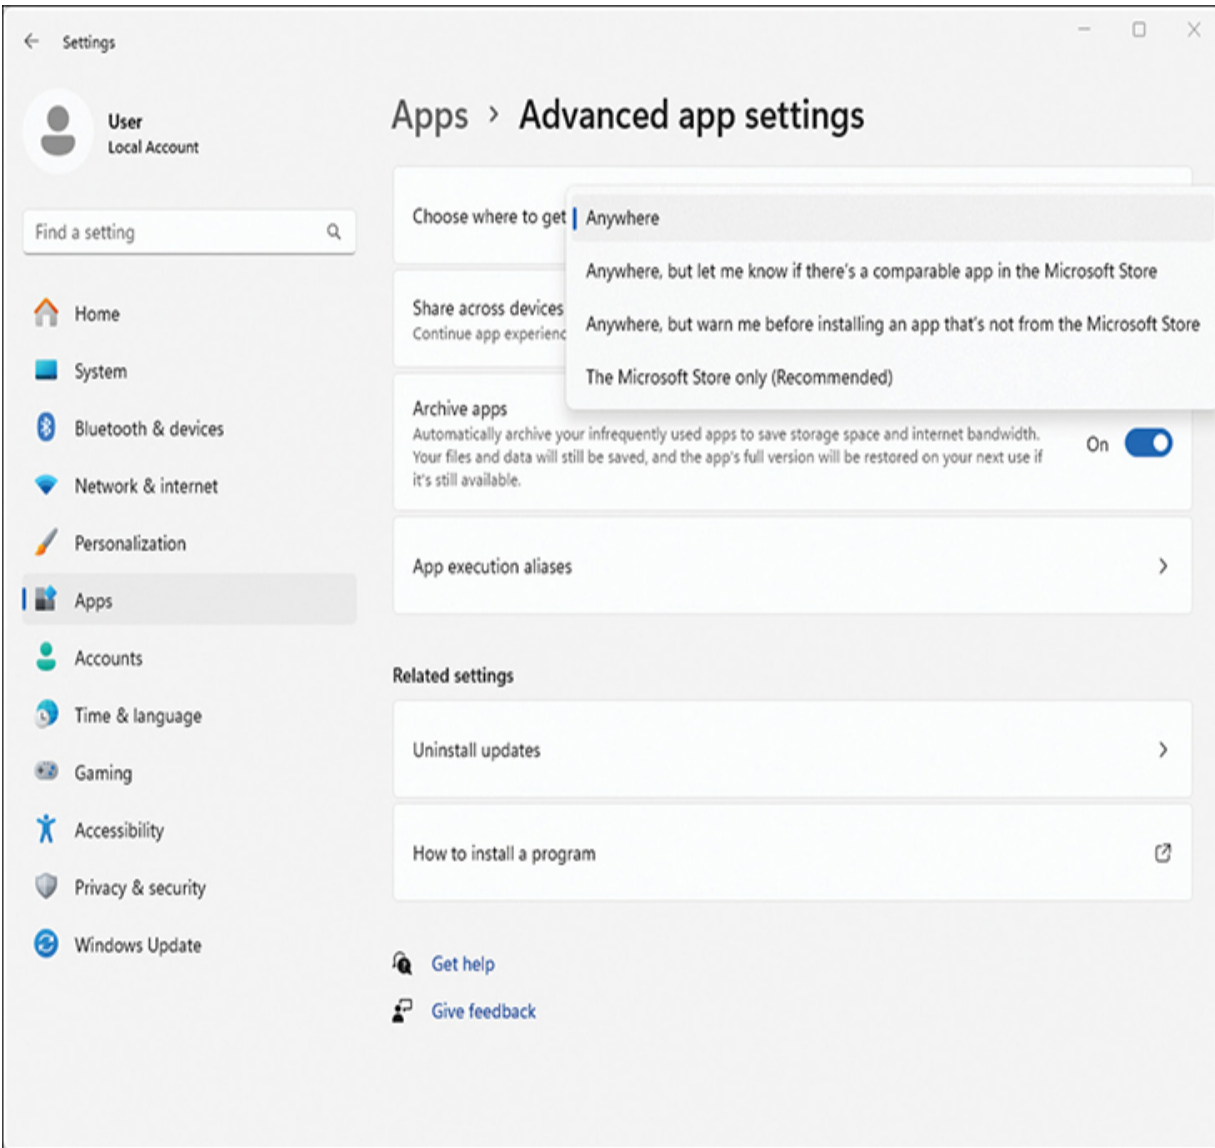 Settings
User
Local Account
Find a setting
Home
System
Bluetooth & devices
Network & internet
Personalization
Apps
Accounts
Time & language
Gaming
Accessibility
Privacy & security
Windows Update
Apps > Advanced app settings
Choose where to get
Anywhere
Anywhere, but let me know if there's a comparable app in the Microsoft Store
Anywhere, but warn me before installing an app that's not from the Microsoft Store
The Microsoft Store only (Recommended)
Share across devices
Continue app experienc
Archive apps
Automatically archive your infrequently used apps to save storage space and internet bandwidth.
Your files and data will still be saved, and the app's full version will be restored on your next use if
it's still available.
On
App execution aliases
Related settings
Uninstall updates
How to install a program
Get help
Give feedback